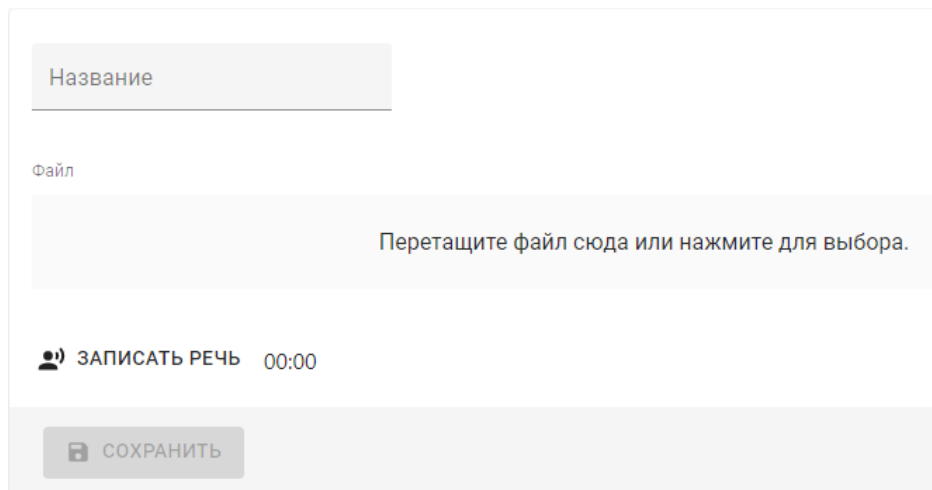 Название
Файл
Перетащите файл сюда или нажмите для выбора.
ЗАПИСАТЬ РЕЧЬ 00:00
СОХРАНИТЬ